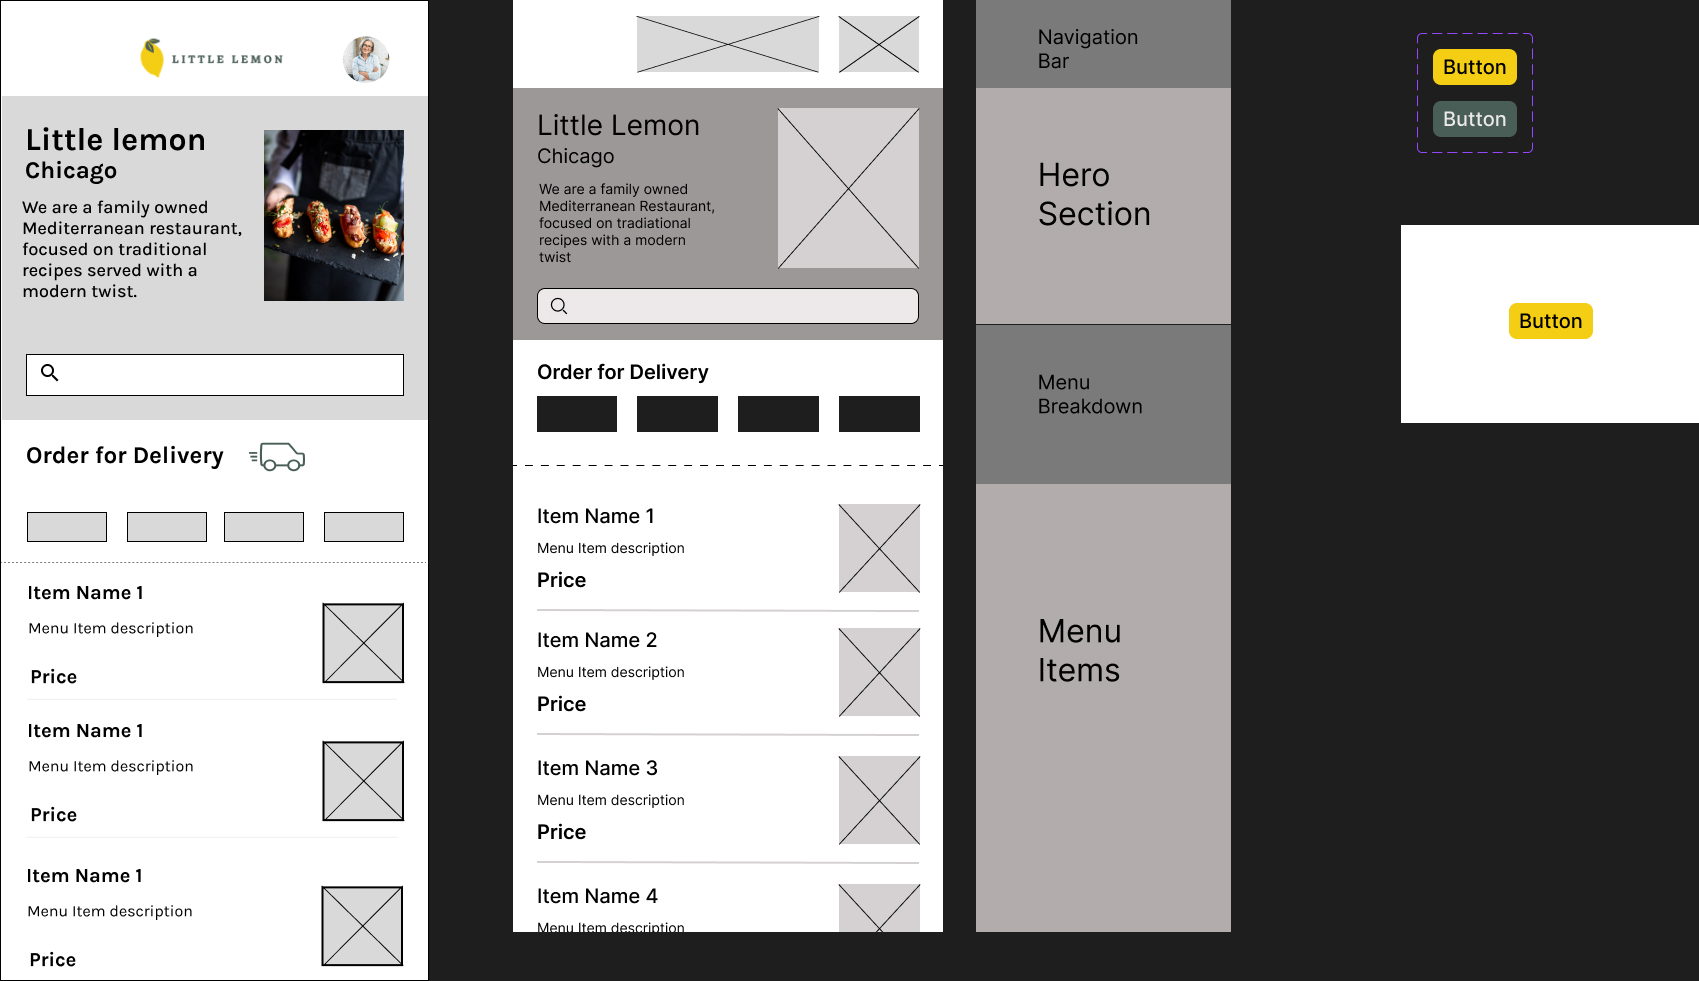 LITTLE LEMON
Little lemon
Chicago
We are a family owned
Mediterranean restaurant,
focused on traditional
recipes served with a
modern twist.
Order for Delivery
Item Name 1
Menu Item description
Price
Item Name 1
Menu Item description
Price
Item Name 1
Menu Item description
Price
Little Lemon
Chicago
We are a family owned
Mediterranean Restaurant,
focused on tradiational
recipes with a modern
twist
Order for Delivery
Item Name 1
Menu Item description
Price
Item Name 2
Menu Item description
Price
Item Name 3
Menu Item description
Price
Item Name 4
Menu Item description
Navigation
Bar
Hero
Section
Menu
Breakdown
Menu
Items
Button
Button
Button